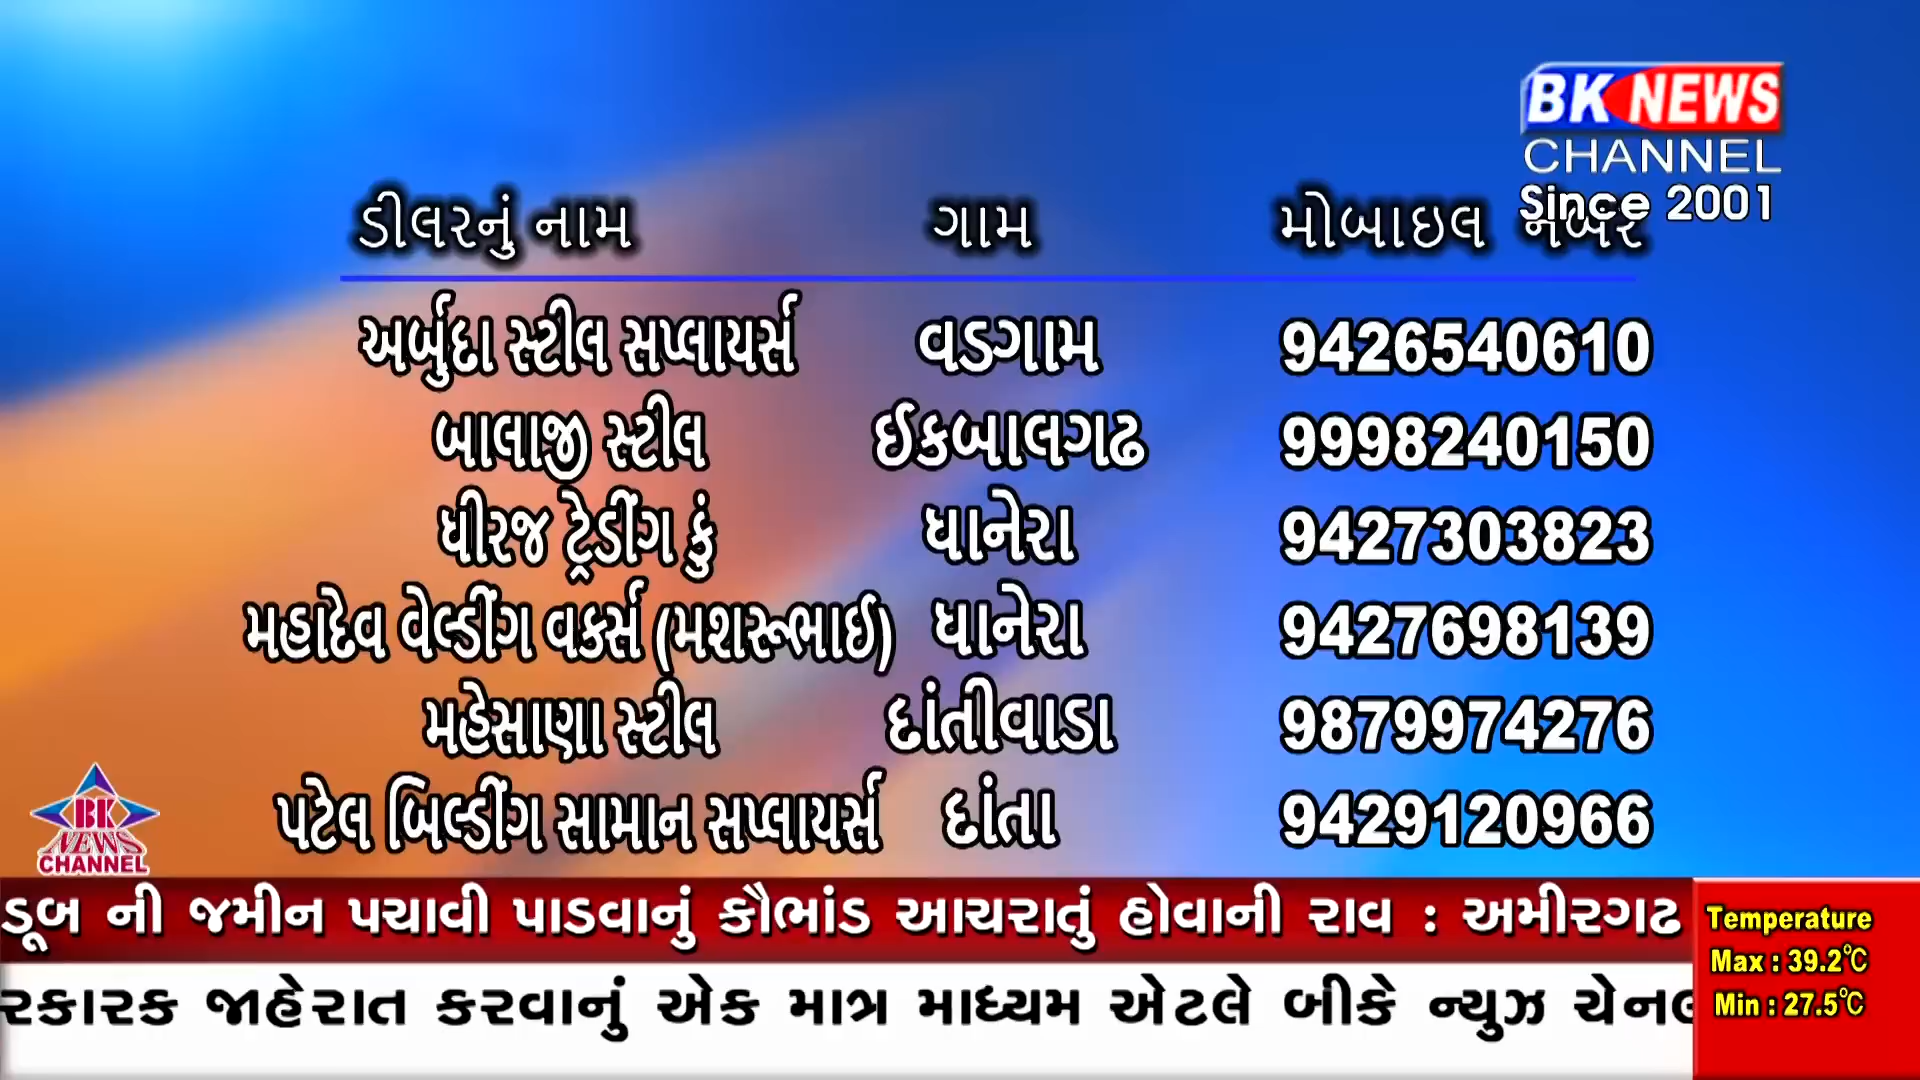 BK NEWS
CHANNEL
Since 2001
ડીલરનું નામ ગામ મોબાઇલ નમ્બર
અર્બુદા સ્ટીલ સપ્લાયર્સ વડગામ 9426540610
બાલાજી સ્ટીલ ઈકબાલગઢ 9998240150
ધીરજ ટ્રેડીંગ કું ધાનેરા 9427303823
મહાદેવ વેલ્ડીંગ વર્ક્સ (મશરૂભાઈ) ધાનેરા 9427698139
મહેસાણા સ્ટીલ દાંતીવાડા 9879974276
પટેલ બિલ્ડીંગ સામાન સપ્લાયર્સ દાંતા 9429120966
BK
NEWS
CHANNEL
ડૂબ ની જમીન પચાવી પાડવાનું કૌભાંડ આચરાતું હોવાની રાવ : અમીરગઢ
રકારક જાહેરાત કરવાનું એક માત્ર માધ્યમ એટલે બીકે ન્યુઝ ચેનલ
Temperature
Max : 39.2℃
Min : 27.5℃